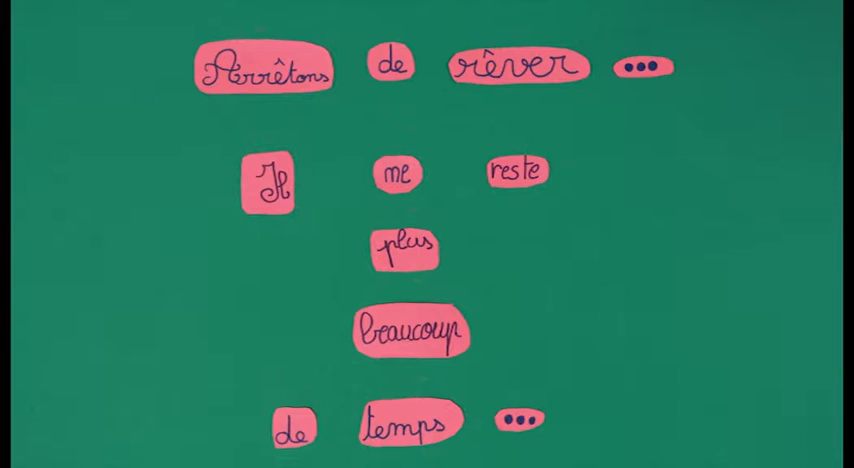 Arrêtons de rêver ...
Il me reste
plus
beaucoup
de temps ...